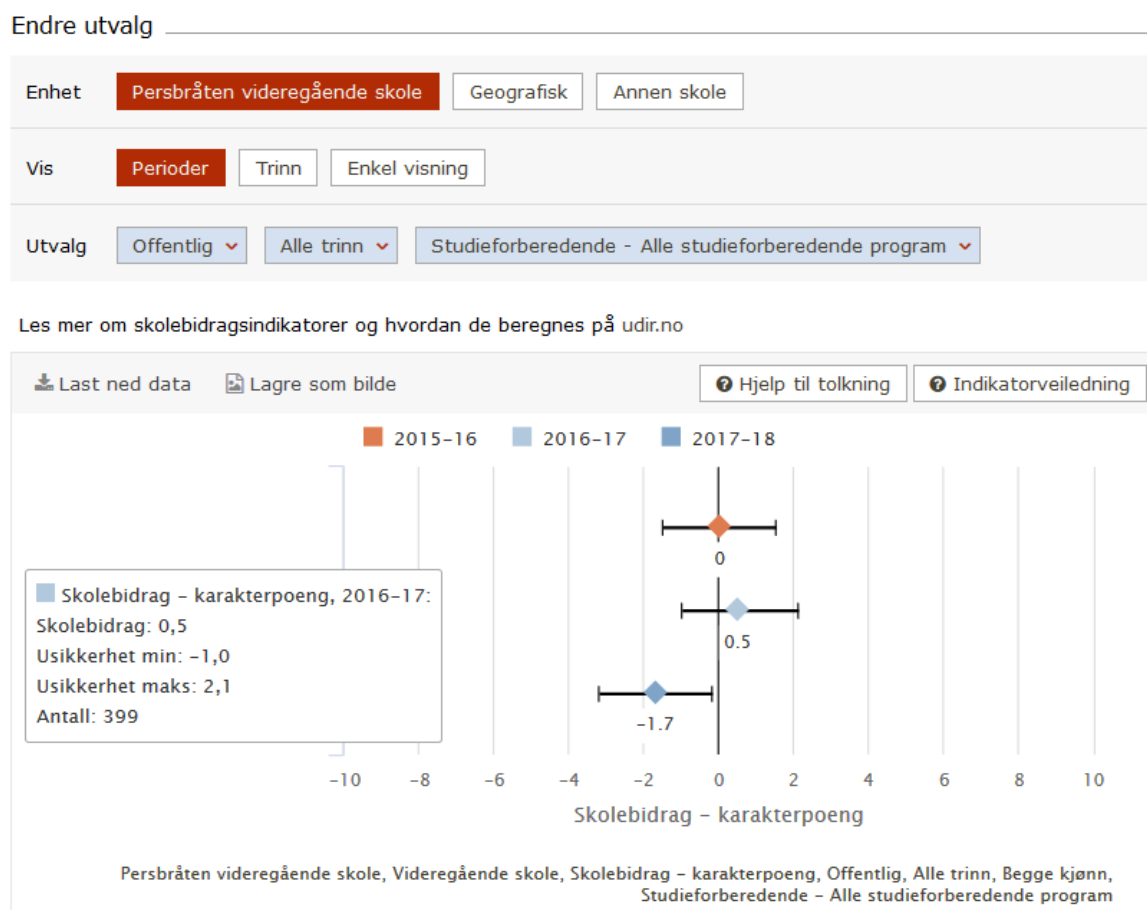 Endre utvalg
Enhet Persbråten videregående skole Geografisk Annen skole
Vis Perioder Trinn Enkel visning
Utvalg Offentlig Alle trinn Studieforberedende - Alle studieforberedende program
Les mer om skolebidragsindikatorer og hvordan de beregnes på udir.no
Last ned data Lagre som bilde Hjelp til tolkning Indikatorveiledning
2015-16 2016-17 2017-18
0
Skolebidrag - karakterpoeng, 2016-17:
Skolebidrag: 0,5
Usikkerhet min: -1,0
Usikkerhet maks: 2,1
Antall: 399
0.5
-1.7
-10 -8 -6 -4 -2 0 2 4 6 8 10
Skolebidrag - karakterpoeng
Persbråten videregående skole, Videregående skole, Skolebidrag - karakterpoeng, Offentlig, Alle trinn, Begge kjønn,
Studieforberedende - Alle studieforberedende program